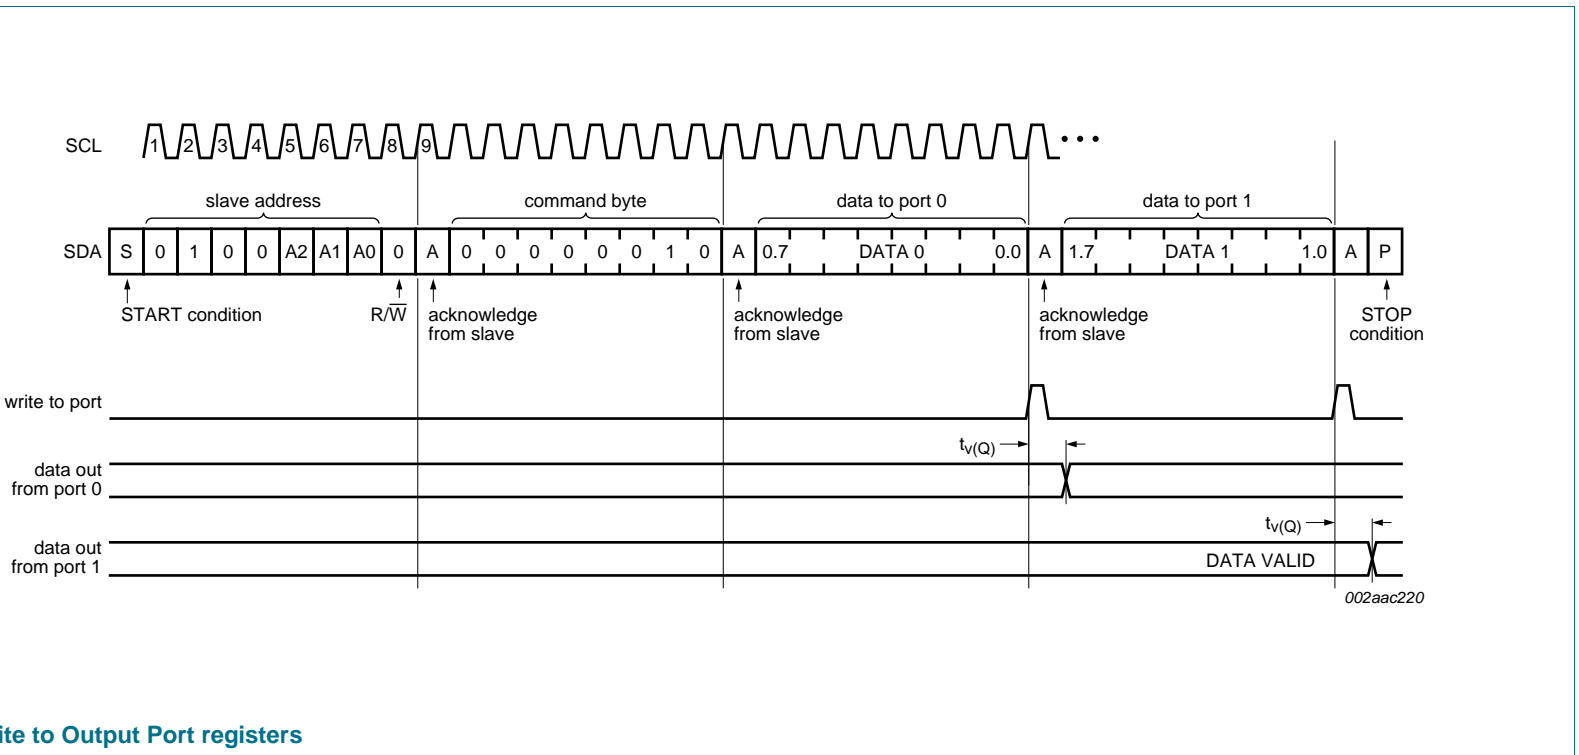 SCL 1 2 3 4 5 6 7 8 9
slave address command byte data to port 0 data to port 1
SDA S 0 1 0 0 A2 A1 A0 0 A 0 0 0 0 0 0 1 0 A 0.7 DATA 0 0.0 A 1.7 DATA 1 1.0 A P
START condition R/W̅ acknowledge acknowledge acknowledge STOP
from slave from slave from slave condition
write to port
tv(Q)
data out
from port 0
tv(Q)
data out
from port 1 DATA VALID
002aac220
ite to Output Port registers